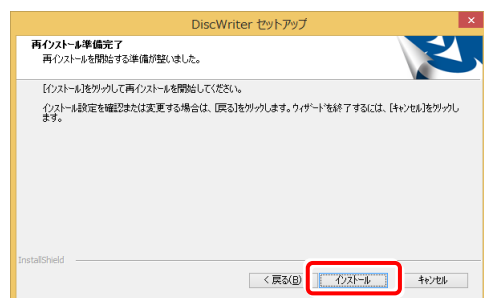 DiscWriter セットアップ
再インストール準備完了
再インストールを開始する準備が整いました。
[インストール]をクリックして再インストールを開始してください。
インストール設定を確認または変更する場合は、[戻る]をクリックします。ウィザードを終了するには、[キャンセル]をクリックし
ます。
InstallShield
< 戻る(B)
インストール
キャンセル